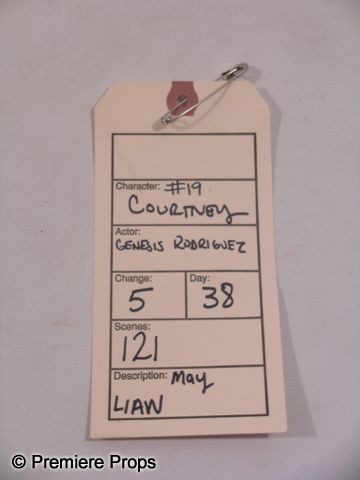 Character: #19
COURTNEY
Actor:
GENESIS RODRIGUEZ
Change: Day:
5 38
Scenes:
121
Description: May
LIAW
© Premiere Props